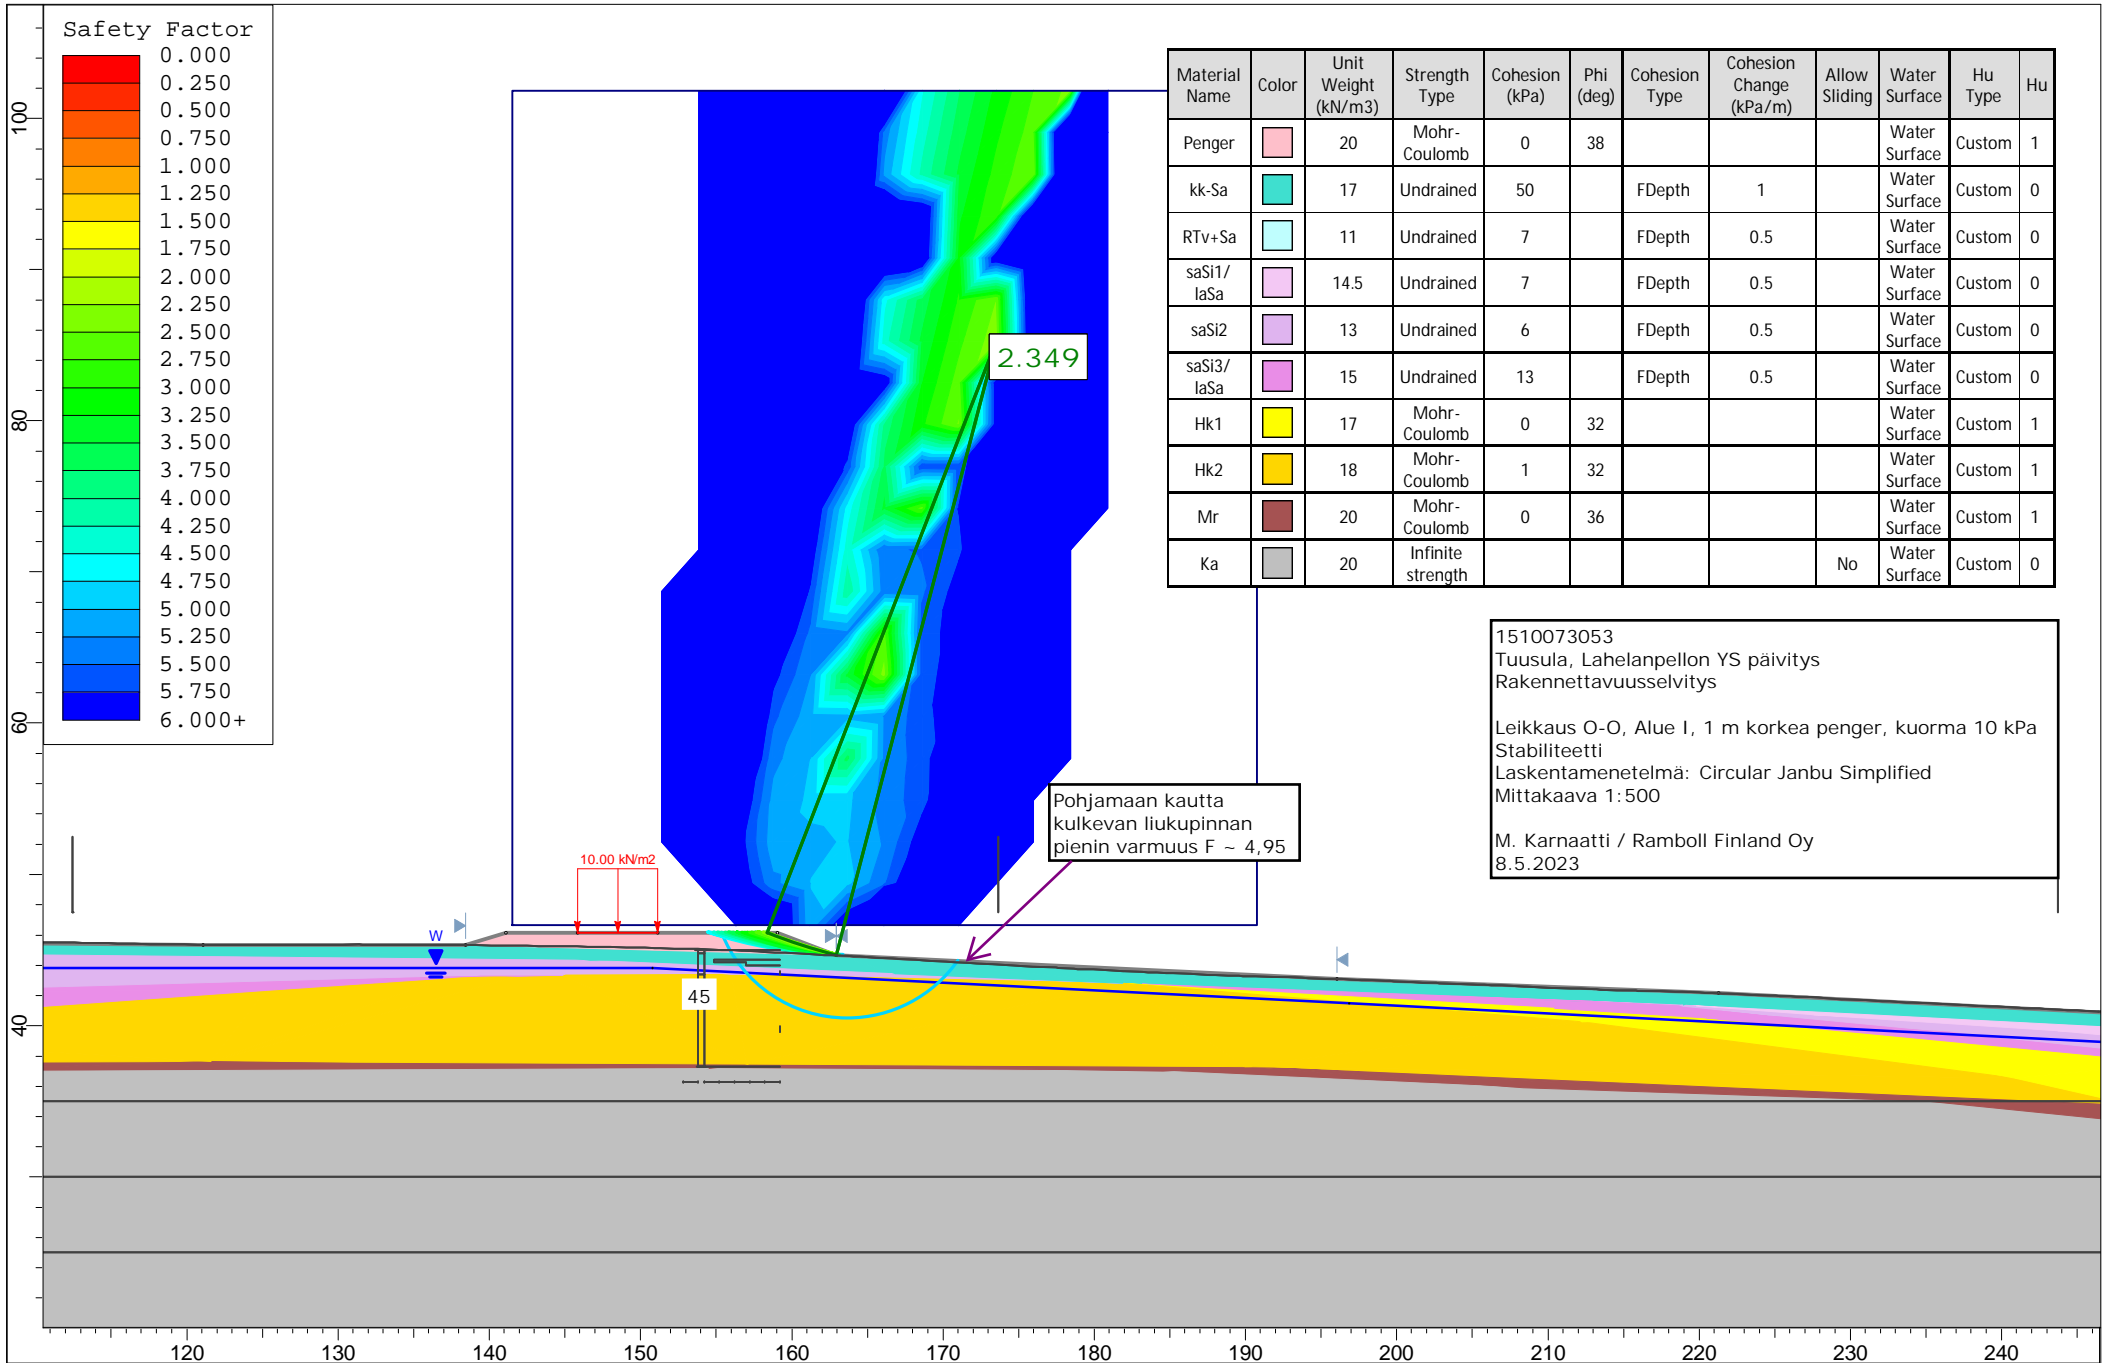 Safety Factor
0.000
0.250
0.500
0.750
1.000
1.250
1.500
1.750
2.000
2.250
2.500
2.750
3.000
3.250
3.500
3.750
4.000
4.250
4.500
4.750
5.000
5.250
5.500
5.750
6.000+
Material Name Color Unit Weight (kN/m3) Strength Type Cohesion (kPa) Phi (deg) Cohesion Type Cohesion Change (kPa/m) Allow Sliding Water Surface Hu Type Hu
Penger 20 Mohr-Coulomb 0 38 Water Surface Custom 1
kk-Sa 17 Undrained 50 FDepth 1 Water Surface Custom 0
RTv+Sa 11 Undrained 7 FDepth 0.5 Water Surface Custom 0
saSi1/laSa 14.5 Undrained 7 FDepth 0.5 Water Surface Custom 0
saSi2 13 Undrained 6 FDepth 0.5 Water Surface Custom 0
saSi3/laSa 15 Undrained 13 FDepth 0.5 Water Surface Custom 0
Hk1 17 Mohr-Coulomb 0 32 Water Surface Custom 1
Hk2 18 Mohr-Coulomb 1 32 Water Surface Custom 1
Mr 20 Mohr-Coulomb 0 36 Water Surface Custom 1
Ka 20 Infinite strength No Water Surface Custom 0
2.349
1510073053
Tuusula, Lahelanpellon YS päivitys
Rakennettavuusselvitys
Leikkaus O-O, Alue I, 1 m korkea penger, kuorma 10 kPa
Stabiliteetti
Laskentamenetelmä: Circular Janbu Simplified
Mittakaava 1:500
M. Karnaatti / Ramboll Finland Oy
8.5.2023
Pohjamaan kautta
kulkevan liukupinnan
pienin varmuus F ~ 4,95
10.00 kN/m2
W
45
100
80
60
40
120 130 140 150 160 170 180 190 200 210 220 230 240